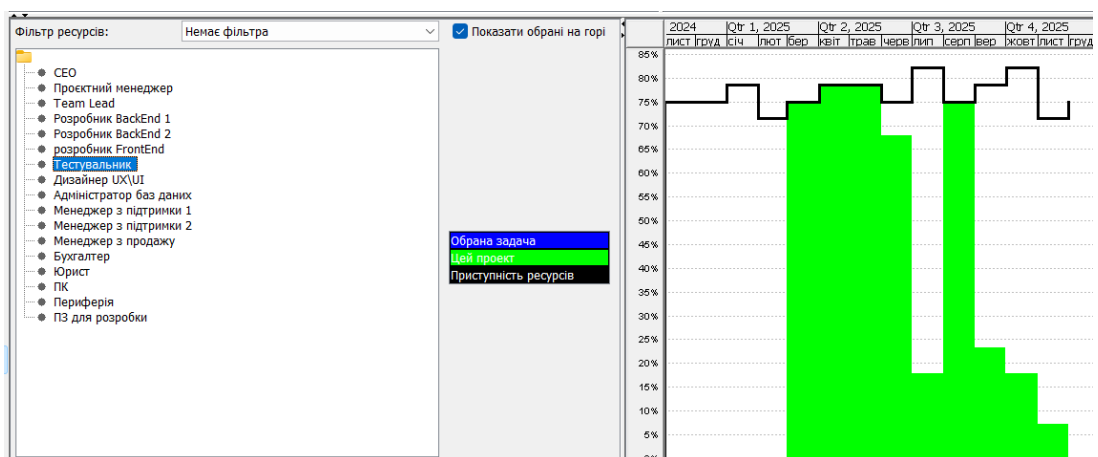 Фільтр ресурсів:
Немає фільтра
Показати обрані на горі
CEO
Проєктний менеджер
Team Lead
Розробник BackEnd 1
Розробник BackEnd 2
розробник FrontEnd
Тестувальник
Дизайнер UX\UI
Адміністратор баз даних
Менеджер з підтримки 1
Менеджер з підтримки 2
Менеджер з продажу
Бухгалтер
Юрист
ПК
Периферія
ПЗ для розробки
Обрана задача
Цей проект
Приступність ресурсів
2024 Qtr 1, 2025 Qtr 2, 2025 Qtr 3, 2025 Qtr 4, 2025
лист груд січ лют бер квіт трав черв лип серп вер жовт лист груд
85%
80%
75%
70%
65%
60%
55%
50%
45%
40%
35%
30%
25%
20%
15%
10%
5%